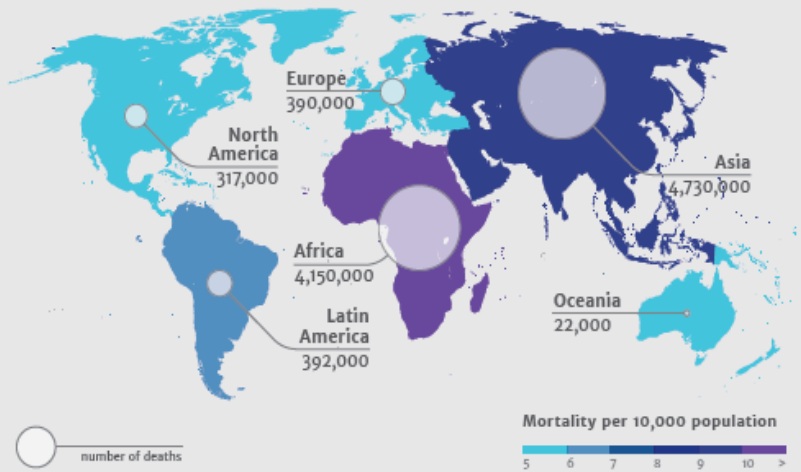 Europe
390,000
North
America
317,000
Asia
4,730,000
Africa
4,150,000
Latin
America
392,000
Oceania
22,000
number of deaths
Mortality per 10,000 population
5 6 7 8 9 10 >